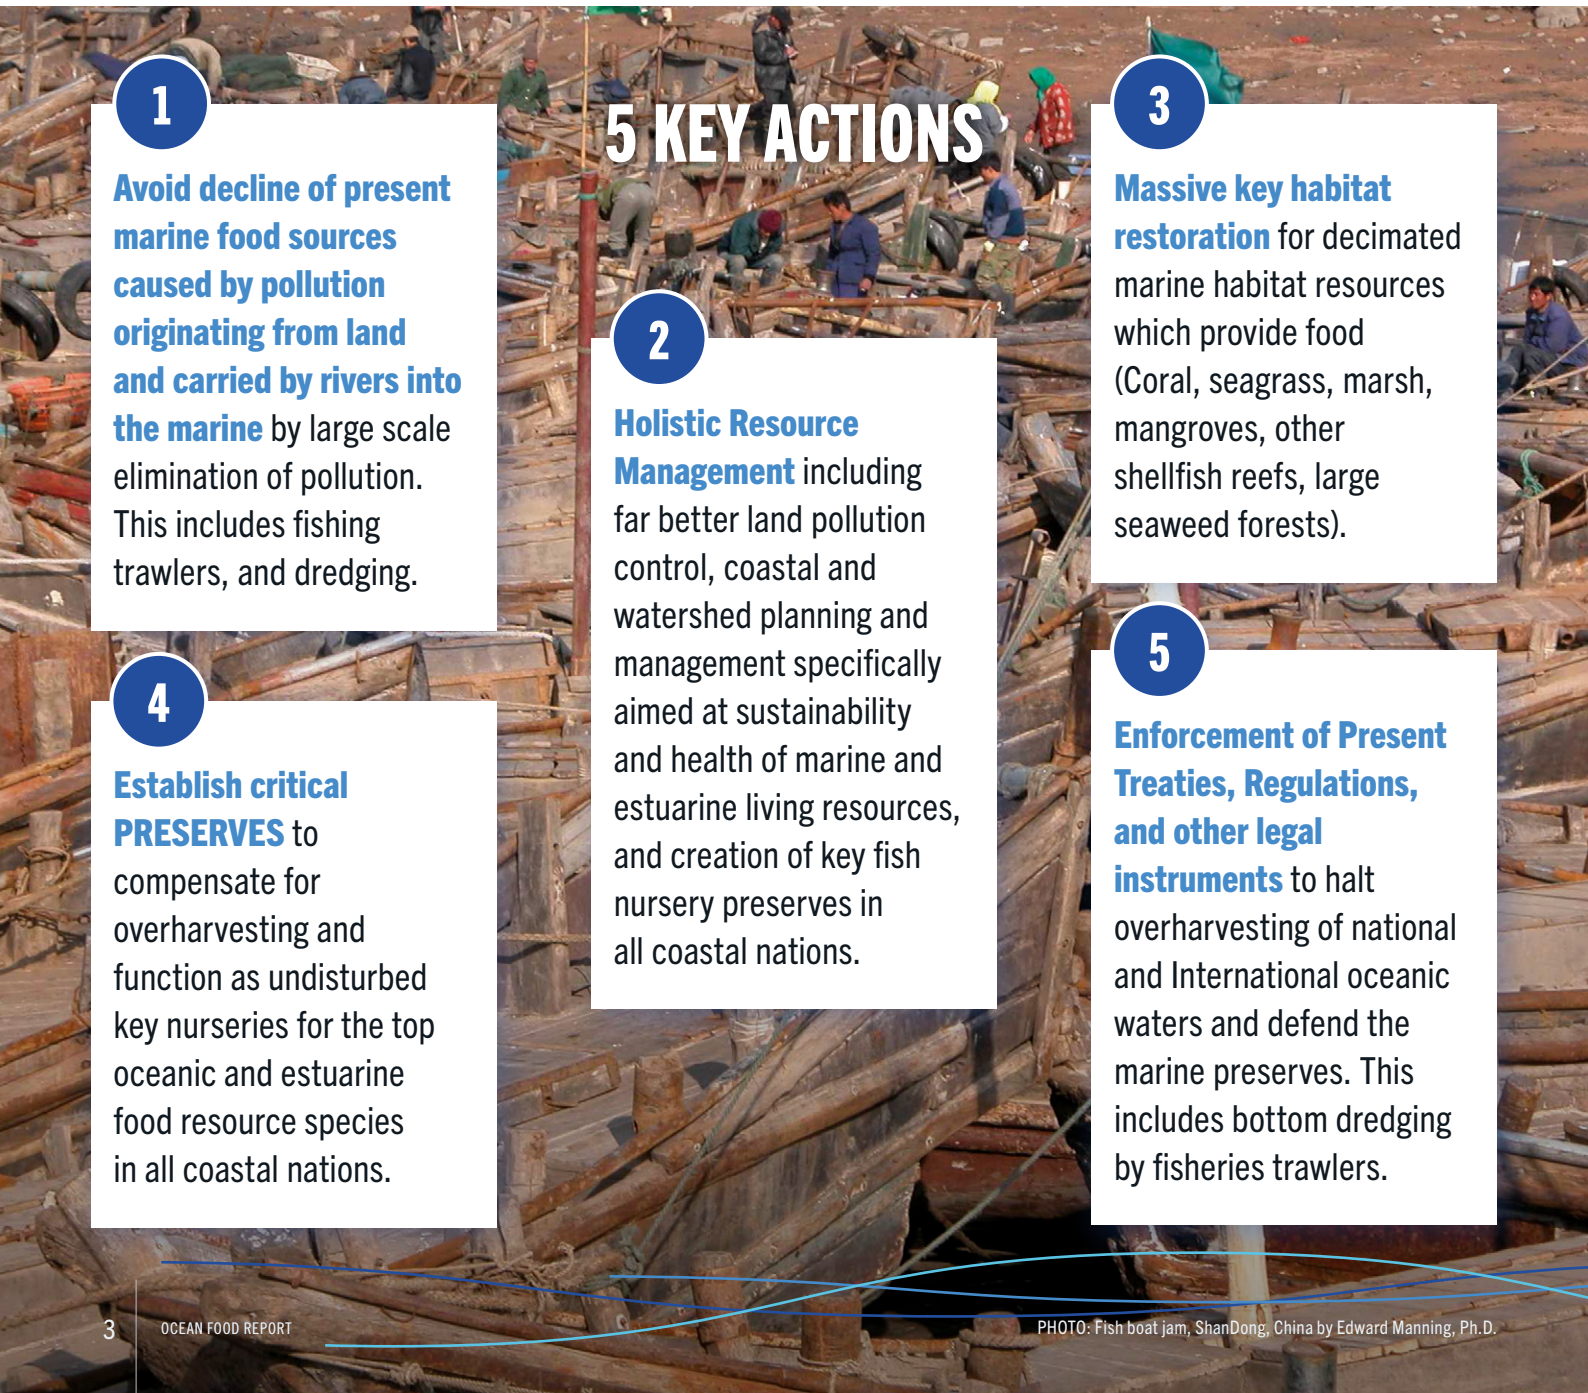 5 KEY ACTIONS
1
Avoid decline of present
marine food sources
caused by pollution
originating from land
and carried by rivers into
the marine by large scale
elimination of pollution.
This includes fishing
trawlers, and dredging.
2
Holistic Resource
Management including
far better land pollution
control, coastal and
watershed planning and
management specifically
aimed at sustainability
and health of marine and
estuarine living resources,
and creation of key fish
nursery preserves in
all coastal nations.
3
Massive key habitat
restoration for decimated
marine habitat resources
which provide food
(Coral, seagrass, marsh,
mangroves, other
shellfish reefs, large
seaweed forests).
4
Establish critical
PRESERVES to
compensate for
overharvesting and
function as undisturbed
key nurseries for the top
oceanic and estuarine
food resource species
in all coastal nations.
5
Enforcement of Present
Treaties, Regulations,
and other legal
instruments to halt
overharvesting of national
and International oceanic
waters and defend the
marine preserves. This
includes bottom dredging
by fisheries trawlers.
3
OCEAN FOOD REPORT
PHOTO: Fish boat jam, ShanDong, China by Edward Manning, Ph.D.